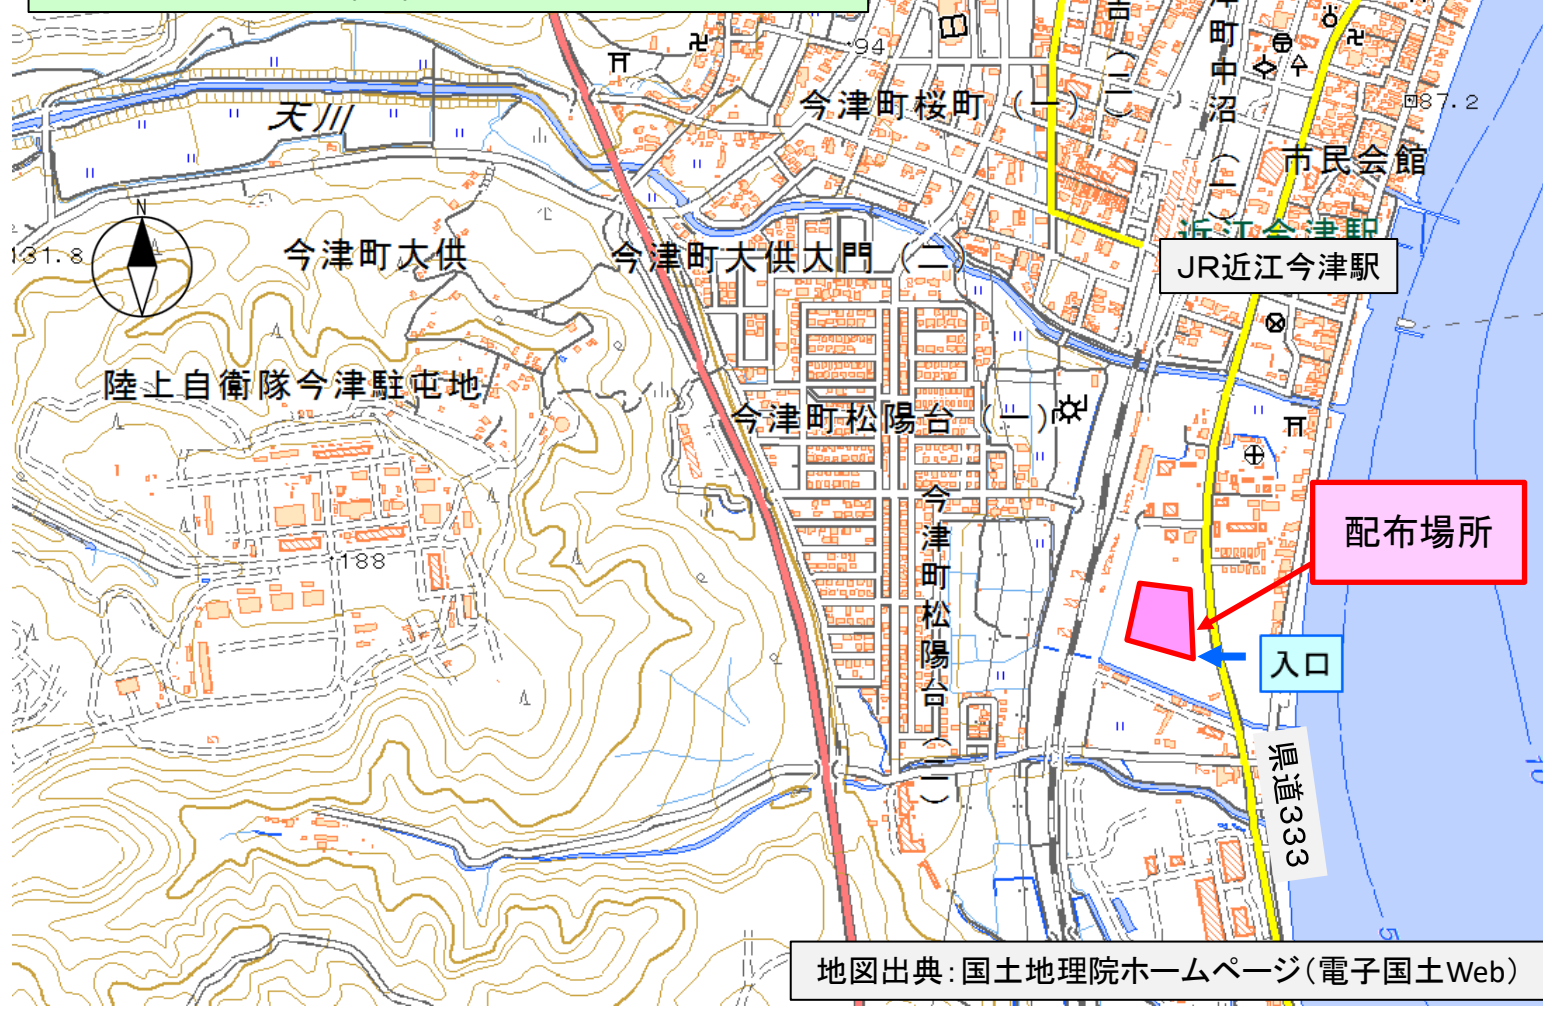 94
今津町桜町（一）
87.2
市民会館
天川
N
131.8
今津町大供
今津町大供大門（二）
近江今津駅
JR近江今津駅
町中沼（一）
吉（二）
陸上自衛隊今津駐屯地
今津町松陽台（一）
今津町松陽台（二）
188
配布場所
入口
県道333
10
5
地図出典：国土地理院ホームページ（電子国土Web）